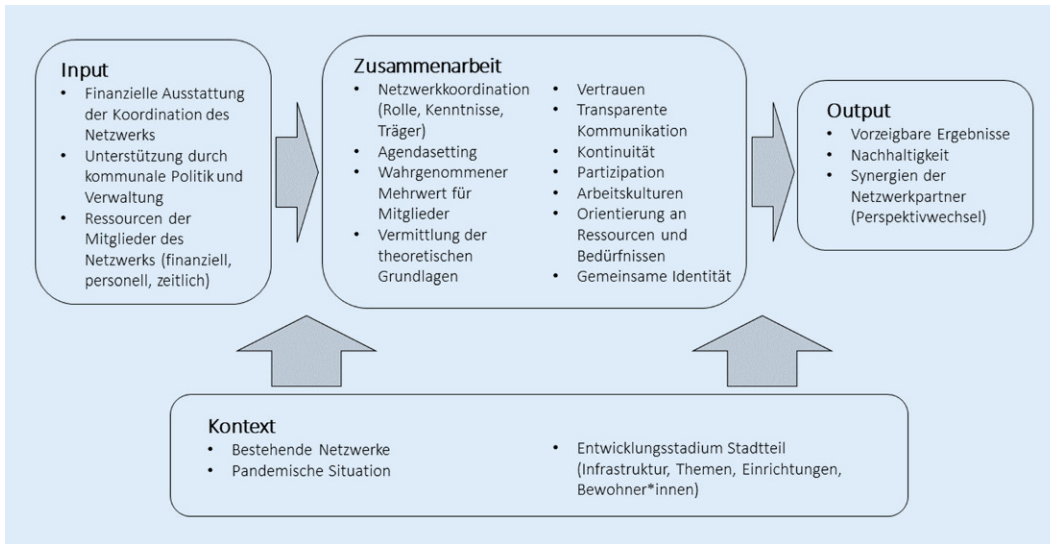 Input
• Finanzielle Ausstattung
der Koordination des
Netzwerks
• Unterstützung durch
kommunale Politik und
Verwaltung
• Ressourcen der
Mitglieder des
Netzwerks (finanziell,
personell, zeitlich)
Zusammenarbeit
• Netzwerkkoordination
(Rolle, Kenntnisse,
Träger)
• Agendasetting
• Wahrgenommener
Mehrwert für
Mitglieder
• Vermittlung der
theoretischen
Grundlagen
• Vertrauen
• Transparente
Kommunikation
• Kontinuität
• Partizipation
• Arbeitskulturen
• Orientierung an
Ressourcen und
Bedürfnissen
• Gemeinsame Identität
Output
• Vorzeigbare Ergebnisse
• Nachhaltigkeit
• Synergien der
Netzwerkpartner
(Perspektivwechsel)
Kontext
• Bestehende Netzwerke
• Pandemische Situation
• Entwicklungsstadium Stadtteil
(Infrastruktur, Themen, Einrichtungen,
Bewohner*innen)